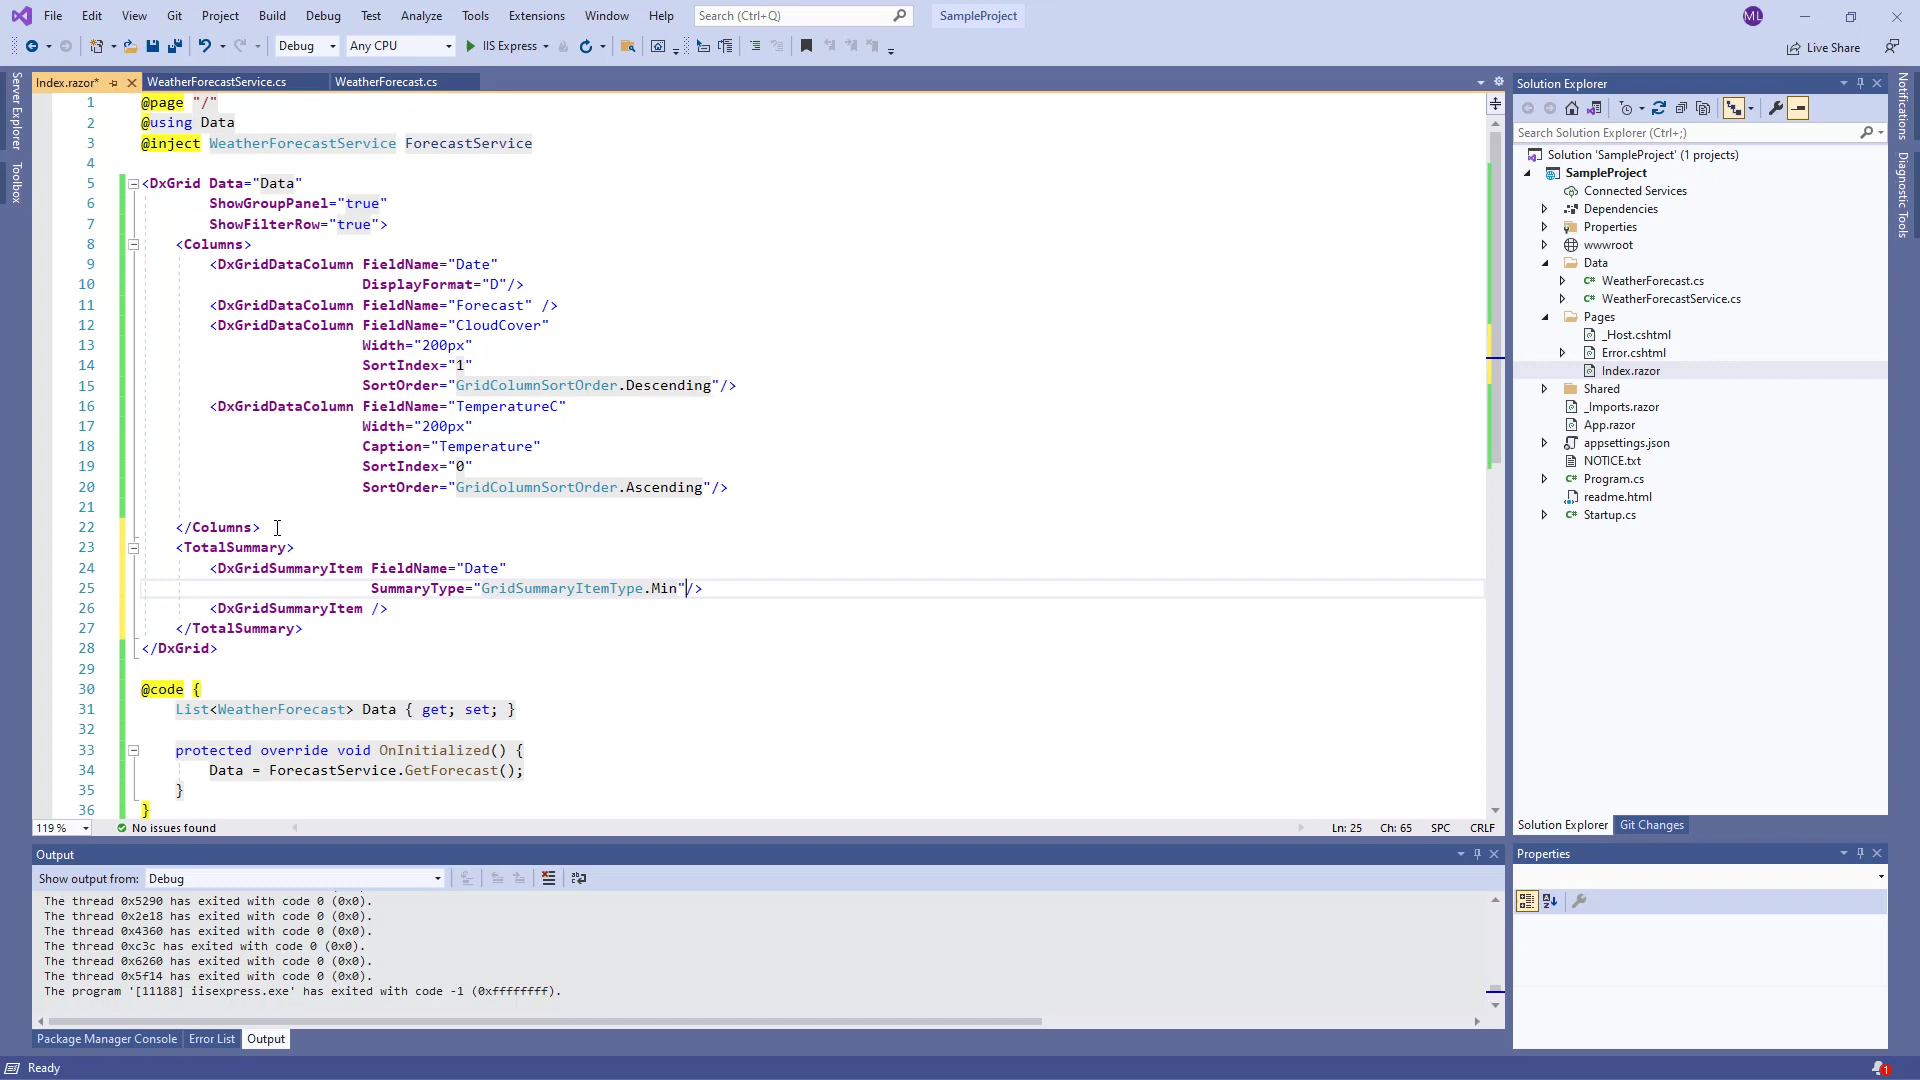 File Edit View Git Project Build Debug Test Analyze Tools Extensions Window Help Search (Ctrl+Q) SampleProject ML
Debug Any CPU IIS Express Live Share
Server Explorer
Toolbox
Index.razor* WeatherForecastService.cs WeatherForecast.cs
1 @page "/"
2 @using Data
3 @inject WeatherForecastService ForecastService
4
5 <DxGrid Data="Data"
6 ShowGroupPanel="true"
7 ShowFilterRow="true">
8 <Columns>
9 <DxGridDataColumn FieldName="Date"
10 DisplayFormat="D"/>
11 <DxGridDataColumn FieldName="Forecast" />
12 <DxGridDataColumn FieldName="CloudCover"
13 Width="200px"
14 SortIndex="1"
15 SortOrder="GridColumnSortOrder.Descending"/>
16 <DxGridDataColumn FieldName="TemperatureC"
17 Width="200px"
18 Caption="Temperature"
19 SortIndex="0"
20 SortOrder="GridColumnSortOrder.Ascending"/>
21
22 </Columns>
23 <TotalSummary>
24 <DxGridSummaryItem FieldName="Date"
25 SummaryType="GridSummaryItemType.Min"/>
26 <DxGridSummaryItem />
27 </TotalSummary>
28 </DxGrid>
29
30 @code {
31 List<WeatherForecast> Data { get; set; }
32
33 protected override void OnInitialized() {
34 Data = ForecastService.GetForecast();
35 }
36 }
119 % No issues found Ln: 25 Ch: 65 SPC CRLF
Output
Show output from: Debug
The thread 0x5290 has exited with code 0 (0x0).
The thread 0x2e18 has exited with code 0 (0x0).
The thread 0x4360 has exited with code 0 (0x0).
The thread 0xc3c has exited with code 0 (0x0).
The thread 0x6260 has exited with code 0 (0x0).
The thread 0x5f14 has exited with code 0 (0x0).
The program '[11188] iisexpress.exe' has exited with code -1 (0xffffffff).
Package Manager Console Error List Output
Ready
Solution Explorer
Search Solution Explorer (Ctrl+;)
Solution 'SampleProject' (1 projects)
SampleProject
Connected Services
Dependencies
Properties
wwwroot
Data
C# WeatherForecast.cs
C# WeatherForecastService.cs
Pages
_Host.cshtml
Error.cshtml
Index.razor
Shared
_Imports.razor
App.razor
appsettings.json
NOTICE.txt
C# Program.cs
readme.html
C# Startup.cs
Solution Explorer Git Changes
Properties
Notifications
Diagnostic Tools
1